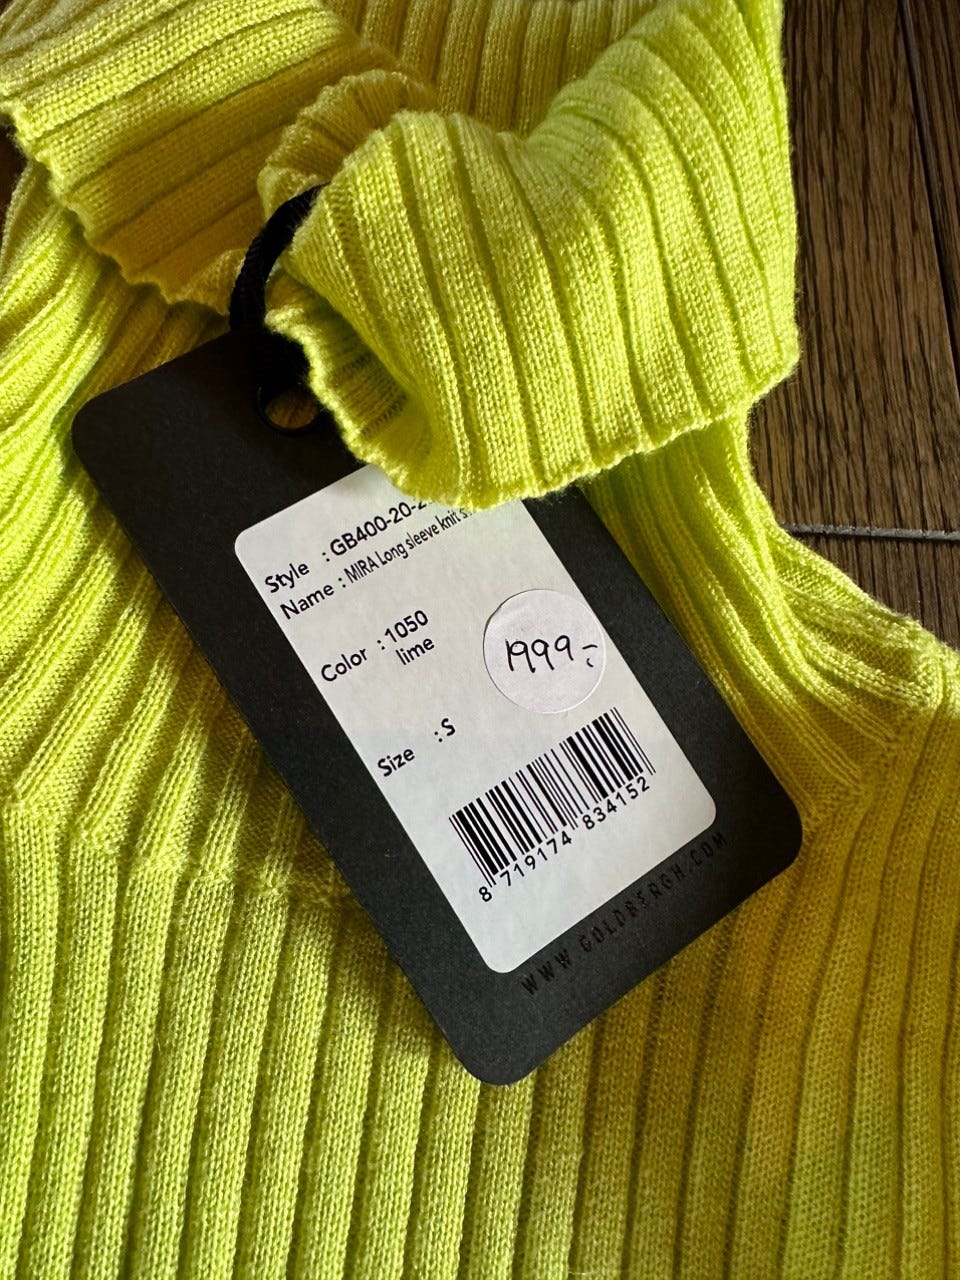 Style : GB400-20-2
Name : MIRA Long sleeve knit s
Color : 1050
lime
1999:-
Size : S
8 719174 834152
WWW.GOLDBERGH.COM